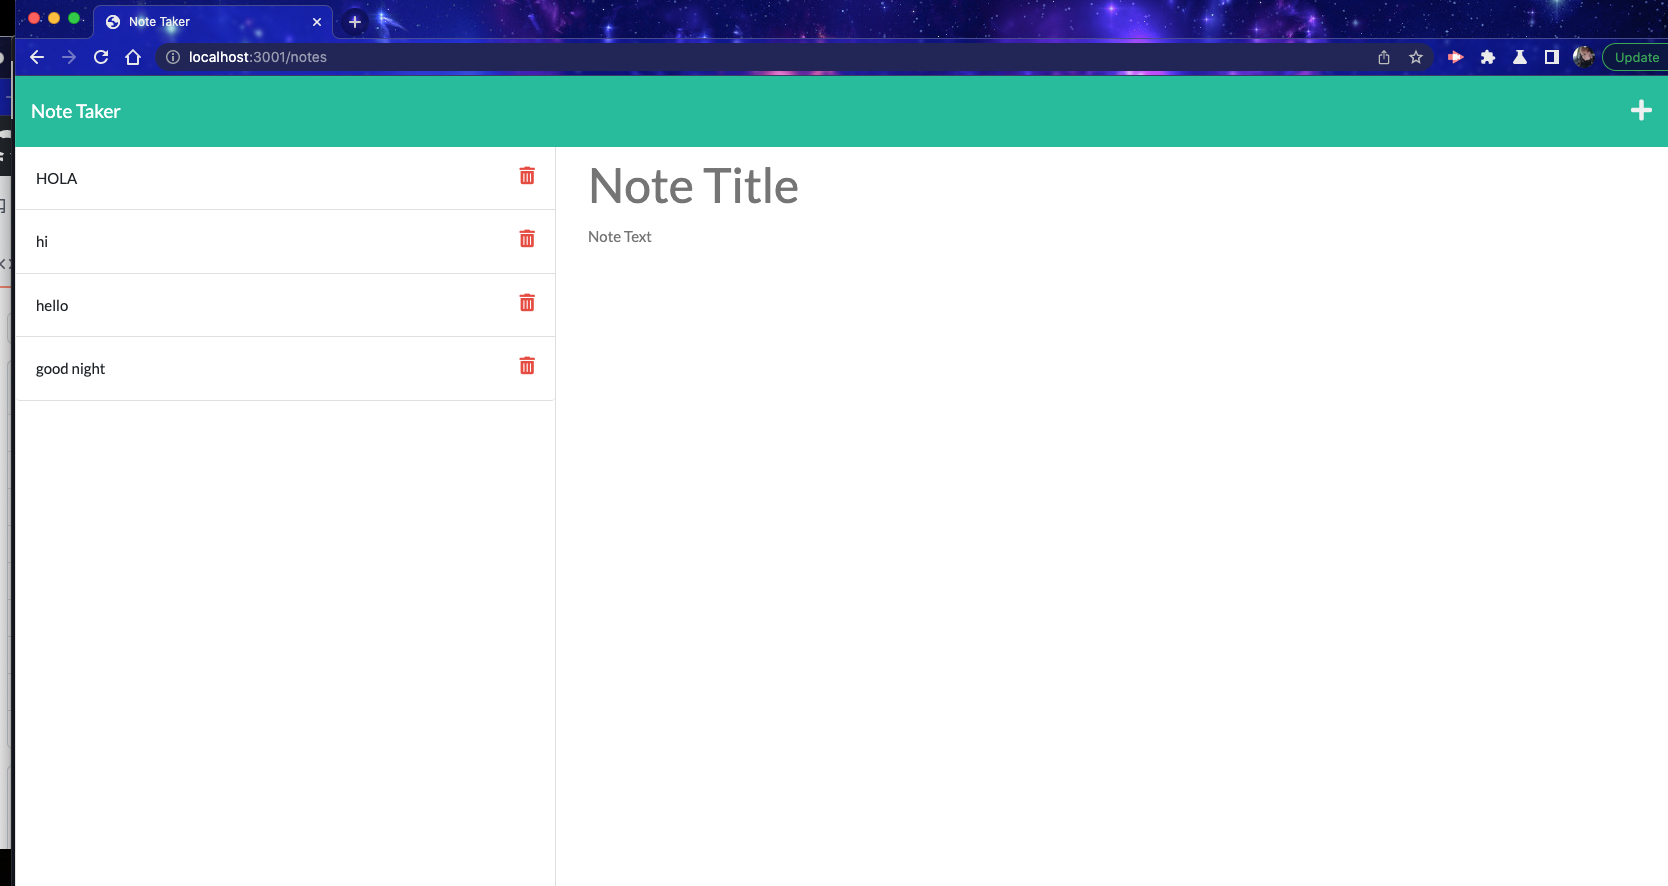 Note Taker
localhost:3001/notes
Update
Note Taker
HOLA
hi
hello
good night
Note Title
Note Text